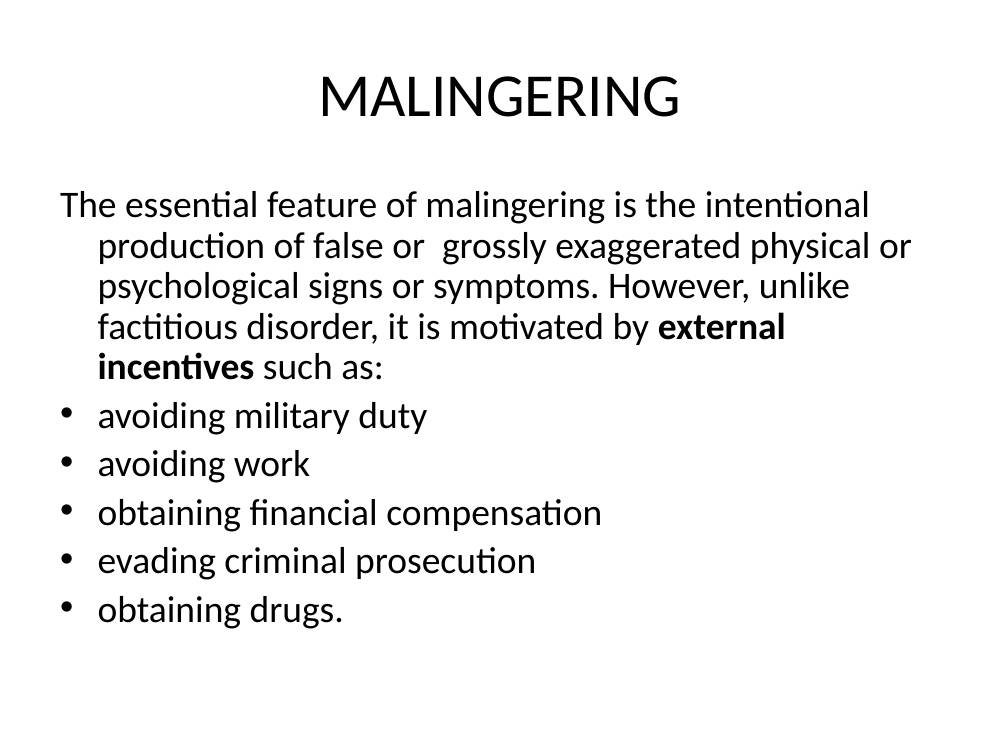 MALINGERING
The essential feature of malingering is the intentional
production of false or  grossly exaggerated physical or
psychological signs or symptoms. However, unlike
factitious disorder, it is motivated by external
incentives such as:
• avoiding military duty
• avoiding work
• obtaining financial compensation
• evading criminal prosecution
• obtaining drugs.